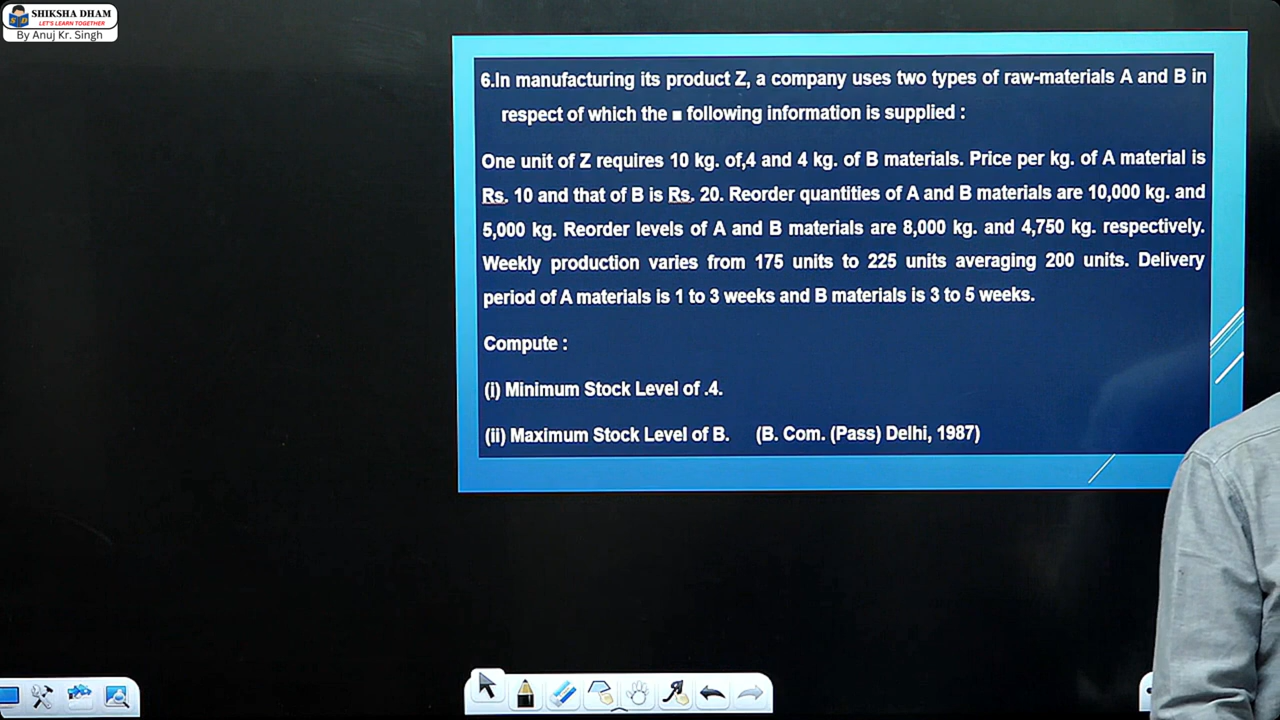 SHIKSHA DHAM
LET'S LEARN TOGETHER
By Anuj Kr. Singh
6.In manufacturing its product Z, a company uses two types of raw-materials A and B in
respect of which the ■ following information is supplied :
One unit of Z requires 10 kg. of,4 and 4 kg. of B materials. Price per kg. of A material is
Rs. 10 and that of B is Rs. 20. Reorder quantities of A and B materials are 10,000 kg. and
5,000 kg. Reorder levels of A and B materials are 8,000 kg. and 4,750 kg. respectively.
Weekly production varies from 175 units to 225 units averaging 200 units. Delivery
period of A materials is 1 to 3 weeks and B materials is 3 to 5 weeks.
Compute :
(i) Minimum Stock Level of .4.
(ii) Maximum Stock Level of B. (B. Com. (Pass) Delhi, 1987)